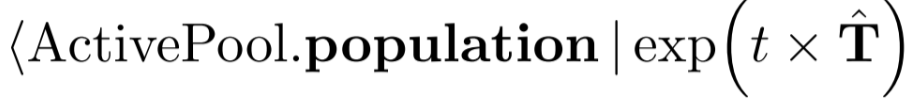 ⟨ActivePool.population | exp(t × T̂)